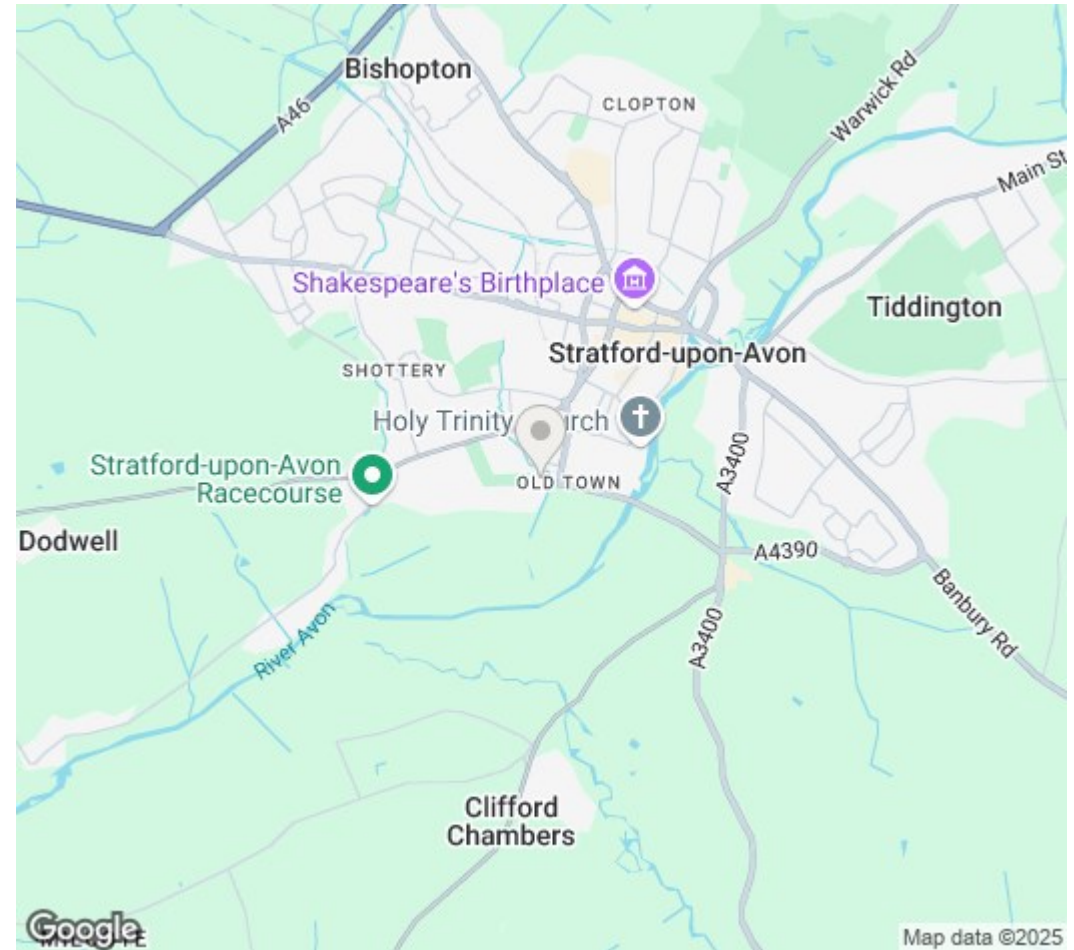 Bishopton
CLOPTON
A46
Warwick Rd
Main St
Shakespeare's Birthplace
Tiddington
Stratford-upon-Avon
SHOTTERY
Holy Trinity Church
A3400
Stratford-upon-Avon
Racecourse
OLD TOWN
Dodwell
A4390
Banbury Rd
River Avon
A3400
Clifford
Chambers
Google
Map data ©2025